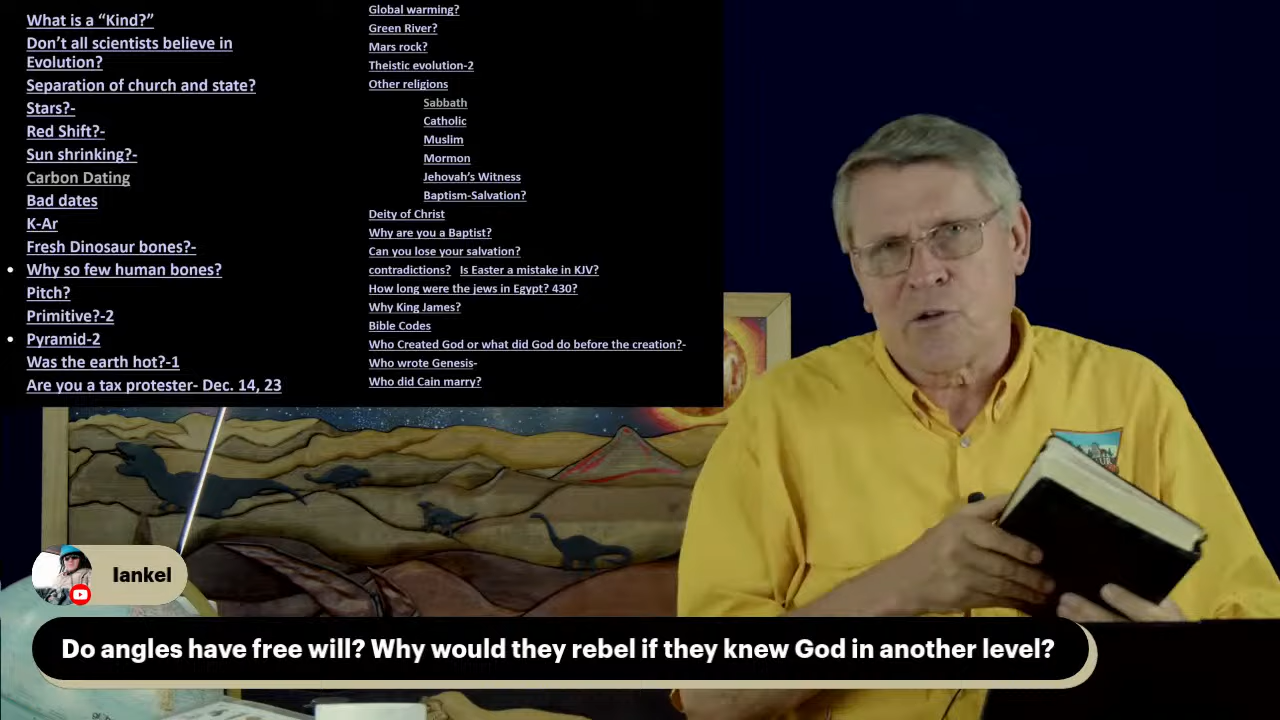 What is a “Kind?”
Don’t all scientists believe in
Evolution?
Separation of church and state?
Stars?-
Red Shift?-
Sun shrinking?-
Carbon Dating
Bad dates
K-Ar
Fresh Dinosaur bones?-
• Why so few human bones?
Pitch?
Primitive?-2
• Pyramid-2
Was the earth hot?-1
Are you a tax protester- Dec. 14, 23
Global warming?
Green River?
Mars rock?
Theistic evolution-2
Other religions
Sabbath
Catholic
Muslim
Mormon
Jehovah’s Witness
Baptism-Salvation?
Deity of Christ
Why are you a Baptist?
Can you lose your salvation?
contradictions? Is Easter a mistake in KJV?
How long were the jews in Egypt? 430?
Why King James?
Bible Codes
Who Created God or what did God do before the creation?-
Who wrote Genesis-
Who did Cain marry?
Iankel
Do angles have free will? Why would they rebel if they knew God in another level?